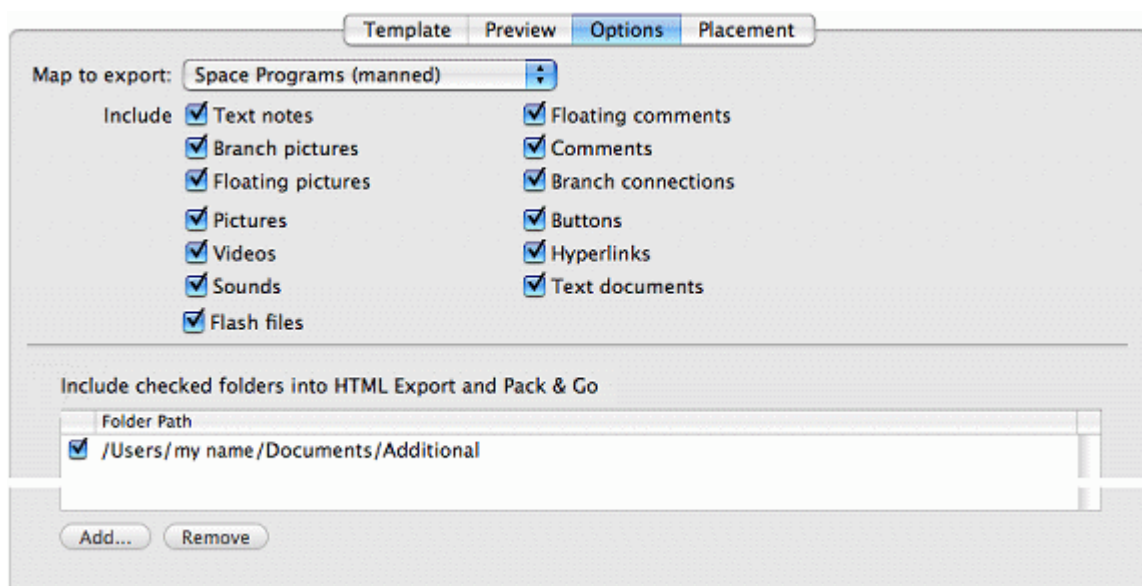 Template Preview Options Placement
Map to export: Space Programs (manned)
Include Text notes Floating comments
Branch pictures Comments
Floating pictures Branch connections
Pictures Buttons
Videos Hyperlinks
Sounds Text documents
Flash files
Include checked folders into HTML Export and Pack & Go
Folder Path
/Users/my name/Documents/Additional
Add... Remove